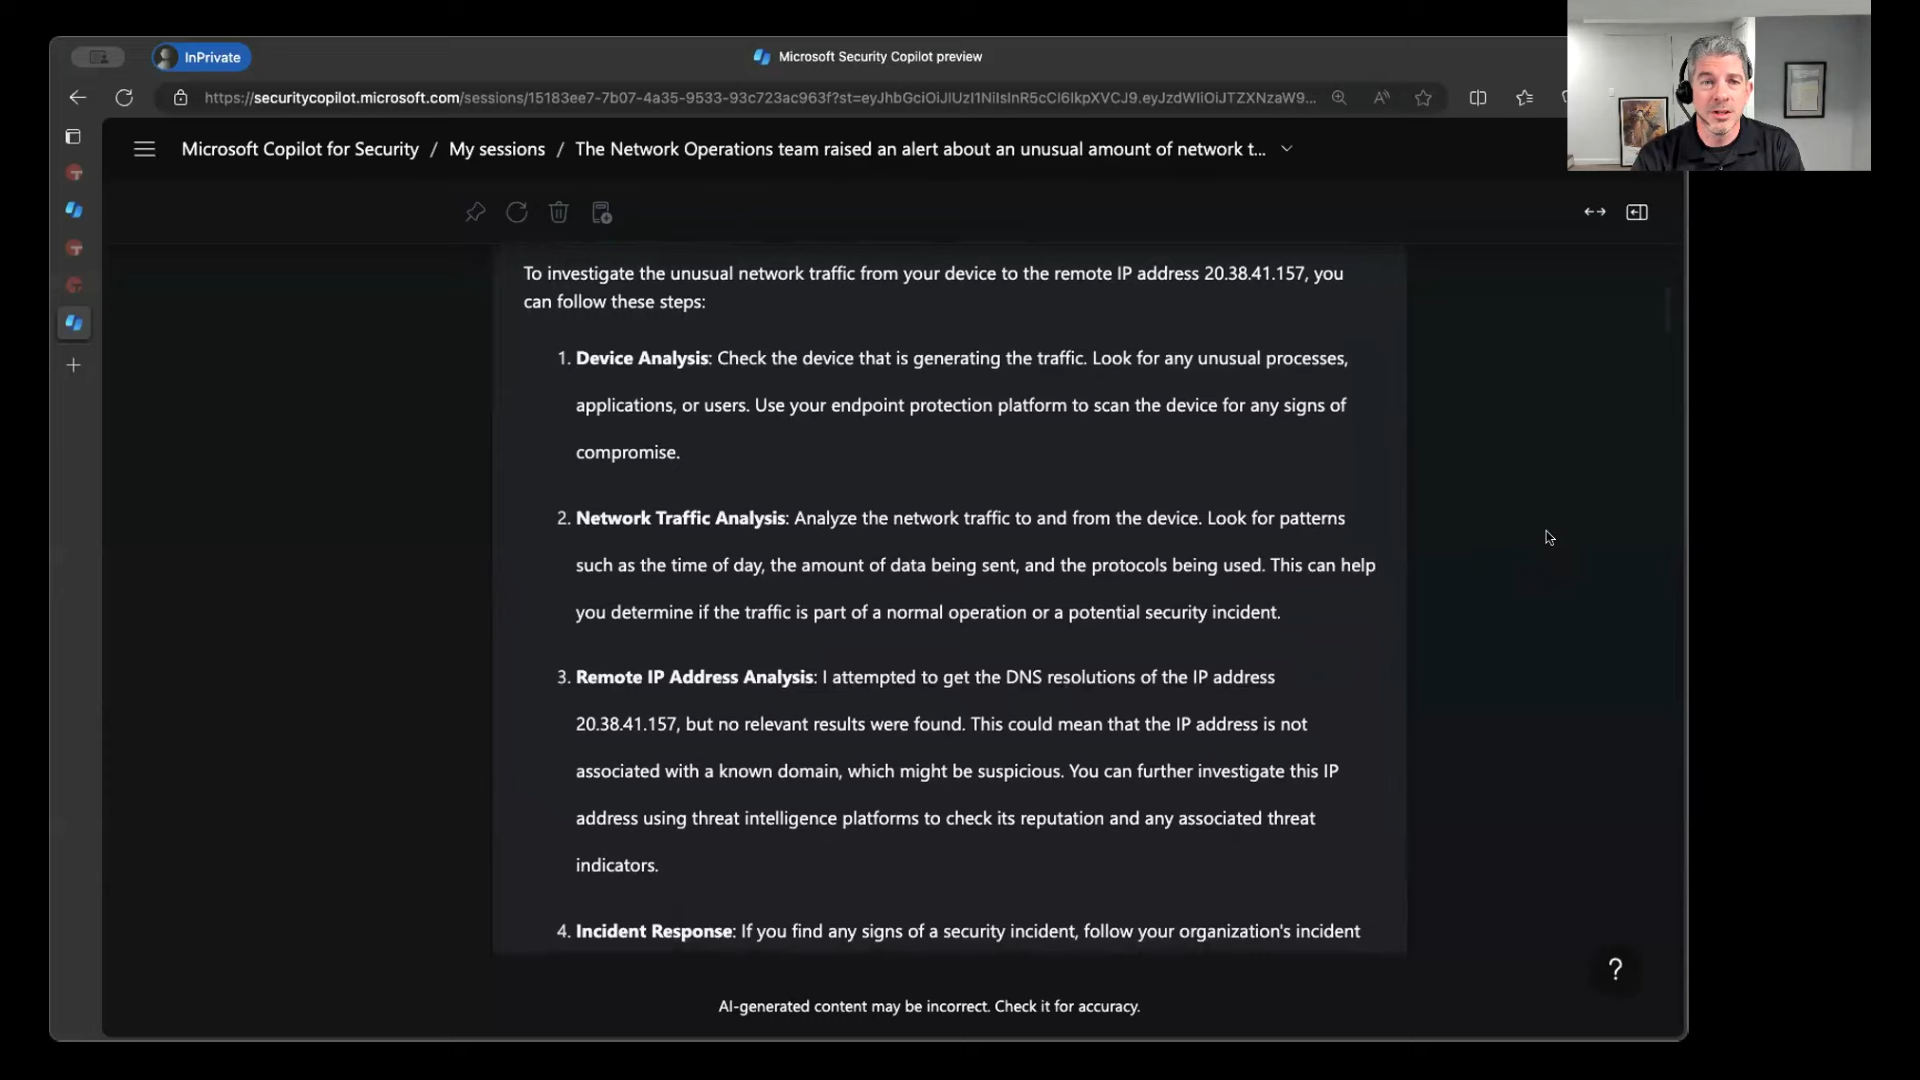 InPrivate
Microsoft Security Copilot preview
https://securitycopilot.microsoft.com/sessions/15183ee7-7b07-4a35-9533-93c723ac963f?st=eyJhbGciOiJIUzI1NiIsInR5cCI6IkpXVCJ9.eyJzdWIiOiJTZXNzaW9...
Microsoft Copilot for Security / My sessions / The Network Operations team raised an alert about an unusual amount of network t...
To investigate the unusual network traffic from your device to the remote IP address 20.38.41.157, you
can follow these steps:
1. Device Analysis: Check the device that is generating the traffic. Look for any unusual processes,
applications, or users. Use your endpoint protection platform to scan the device for any signs of
compromise.
2. Network Traffic Analysis: Analyze the network traffic to and from the device. Look for patterns
such as the time of day, the amount of data being sent, and the protocols being used. This can help
you determine if the traffic is part of a normal operation or a potential security incident.
3. Remote IP Address Analysis: I attempted to get the DNS resolutions of the IP address
20.38.41.157, but no relevant results were found. This could mean that the IP address is not
associated with a known domain, which might be suspicious. You can further investigate this IP
address using threat intelligence platforms to check its reputation and any associated threat
indicators.
4. Incident Response: If you find any signs of a security incident, follow your organization's incident
?
AI-generated content may be incorrect. Check it for accuracy.